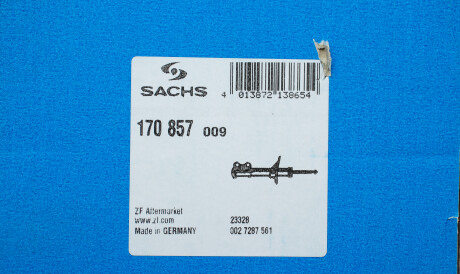 SACHS
4 013872 138654
170 857 009
ZF Aftermarket
www.zf.com 23328
Made in GERMANY 002 7287 561